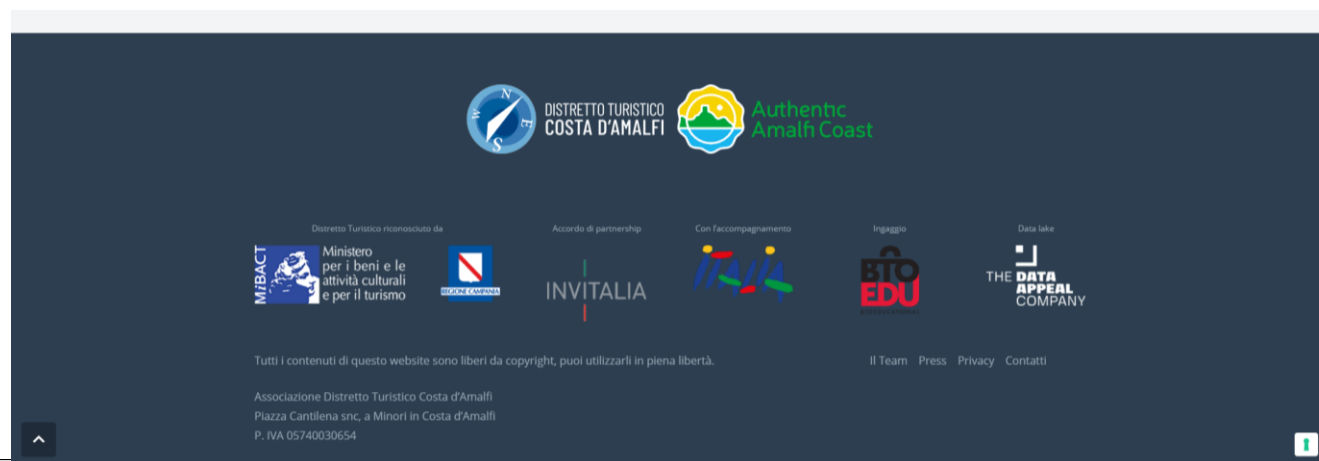 N
W
E
S
DISTRETTO TURISTICO
COSTA D'AMALFI
Authentic
Amalfi Coast
Distretto Turistico riconosciuto da
Accordo di partnership
Con l'accompagnamento
Ingaggio
Data lake
MiBACT
Ministero
per i beni e le
attività culturali
e per il turismo
REGIONE CAMPANIA
INVITALIA
italia
BTO
EDU
BTOEDUCATIONAL
THE DATA
APPEAL
COMPANY
Tutti i contenuti di questo website sono liberi da copyright, puoi utilizzarli in piena libertà.
Il Team Press Privacy Contatti
Associazione Distretto Turistico Costa d'Amalfi
Piazza Cantilena snc, a Minori in Costa d'Amalfi
P. IVA 05740030654